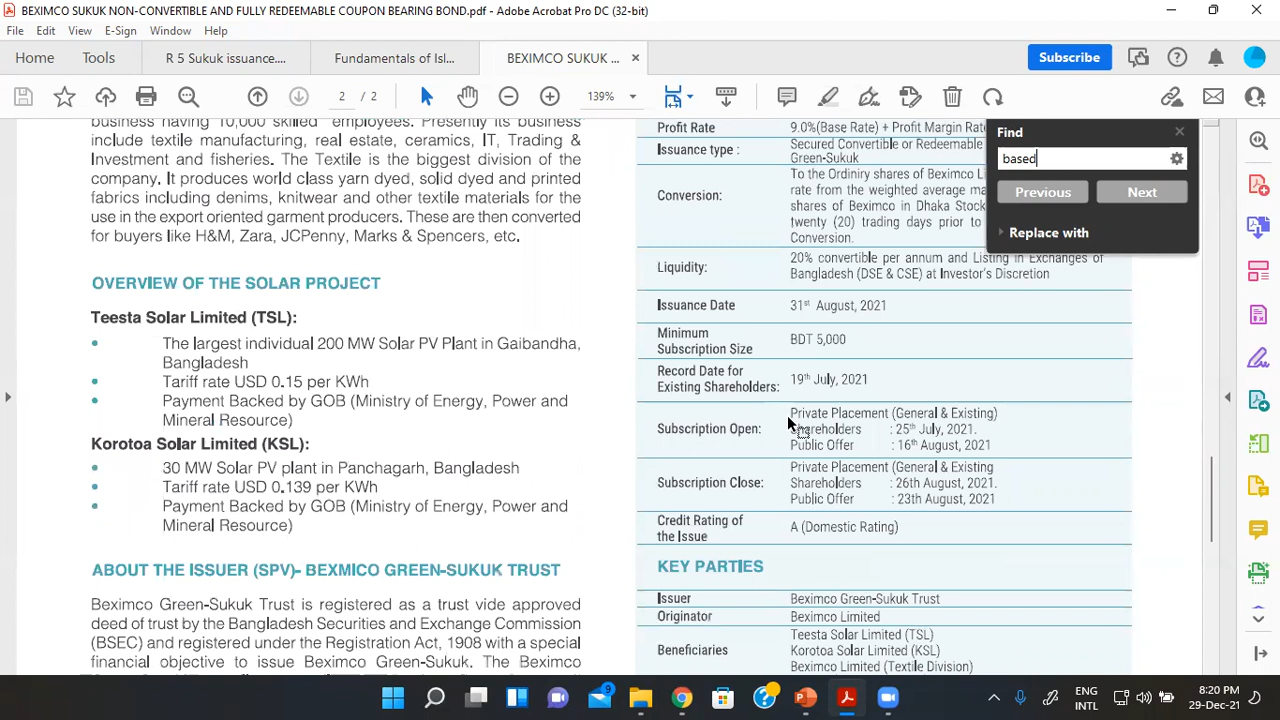 BEXIMCO SUKUK NON-CONVERTIBLE AND FULLY REDEEMABLE COUPON BEARING BOND.pdf - Adobe Acrobat Pro DC (32-bit)
File Edit View E-Sign Window Help
Home Tools R 5 Sukuk issuance.... Fundamentals of isl... BEXIMCO SUKUK ... ×
Subscribe
2 / 2
139%
business having 10,000 skilled employees. Presently its business
include textile manufacturing, real estate, ceramics, IT, Trading &
Investment and fisheries. The Textile is the biggest division of the
company. It produces world class yarn dyed, solid dyed and printed
fabrics including denims, knitwear and other textile materials for the
use in the export oriented garment producers. These are then converted
for buyers like H&M, Zara, JCPenny, Marks & Spencers, etc.
OVERVIEW OF THE SOLAR PROJECT
Teesta Solar Limited (TSL):
• The largest individual 200 MW Solar PV Plant in Gaibandha,
Bangladesh
• Tariff rate USD 0.15 per KWh
• Payment Backed by GOB (Ministry of Energy, Power and
Mineral Resource)
Korotoa Solar Limited (KSL):
• 30 MW Solar PV plant in Panchagarh, Bangladesh
• Tariff rate USD 0.139 per KWh
• Payment Backed by GOB (Ministry of Energy, Power and
Mineral Resource)
ABOUT THE ISSUER (SPV)- BEXMICO GREEN-SUKUK TRUST
Beximco Green-Sukuk Trust is registered as a trust vide approved
deed of trust by the Bangladesh Securities and Exchange Commission
(BSEC) and registered under the Registration Act, 1908 with a special
financial objective to issue Beximco Green-Sukuk. The Beximco
Profit Rate 9.0%(Base Rate) + Profit Margin Rate
Issuance type : Secured Convertible or Redeemable
Green-Sukuk
Conversion: To the Ordiniry shares of Beximco Li
rate from the weighted average ma
shares of Beximco in Dhaka Stock
twenty (20) trading days prior to
Conversion.
Liquidity: 20% convertible per annum and Listing in Exchanges of
Bangladesh (DSE & CSE) at Investor's Discretion
Issuance Date 31st August, 2021
Minimum
Subscription Size BDT 5,000
Record Date for
Existing Shareholders: 19th July, 2021
Subscription Open: Private Placement (General & Existing)
Shareholders : 25th July, 2021.
Public Offer : 16th August, 2021
Subscription Close: Private Placement (General & Existing
Shareholders : 26th August, 2021.
Public Offer : 23th August, 2021
Credit Rating of
the Issue A (Domestic Rating)
KEY PARTIES
Issuer Beximco Green-Sukuk Trust
Originator Beximco Limited
Beneficiaries Teesta Solar Limited (TSL)
Korotoa Solar Limited (KSL)
Beximco Limited (Textile Division)
Find
based
Previous Next
Replace with
9
ENG
INTL
8:20 PM
29-Dec-21